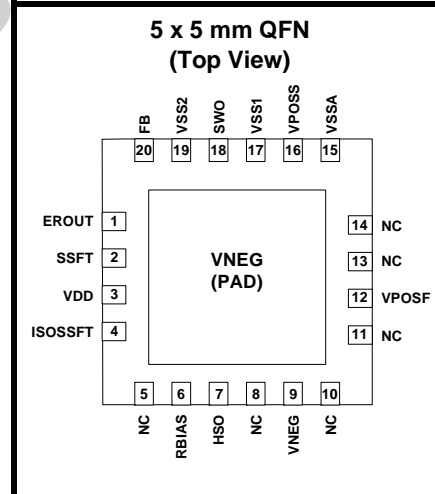 5 x 5 mm QFN
(Top View)
FB
VSS2
SWO
VSS1
VPOSS
VSSA
20
19
18
17
16
15
EROUT 1
SSFT 2
VDD 3
ISOSSFT 4
VNEG
(PAD)
14 NC
13 NC
12 VPOSF
11 NC
5
6
7
8
9
10
NC
RBIAS
HSO
NC
VNEG
NC